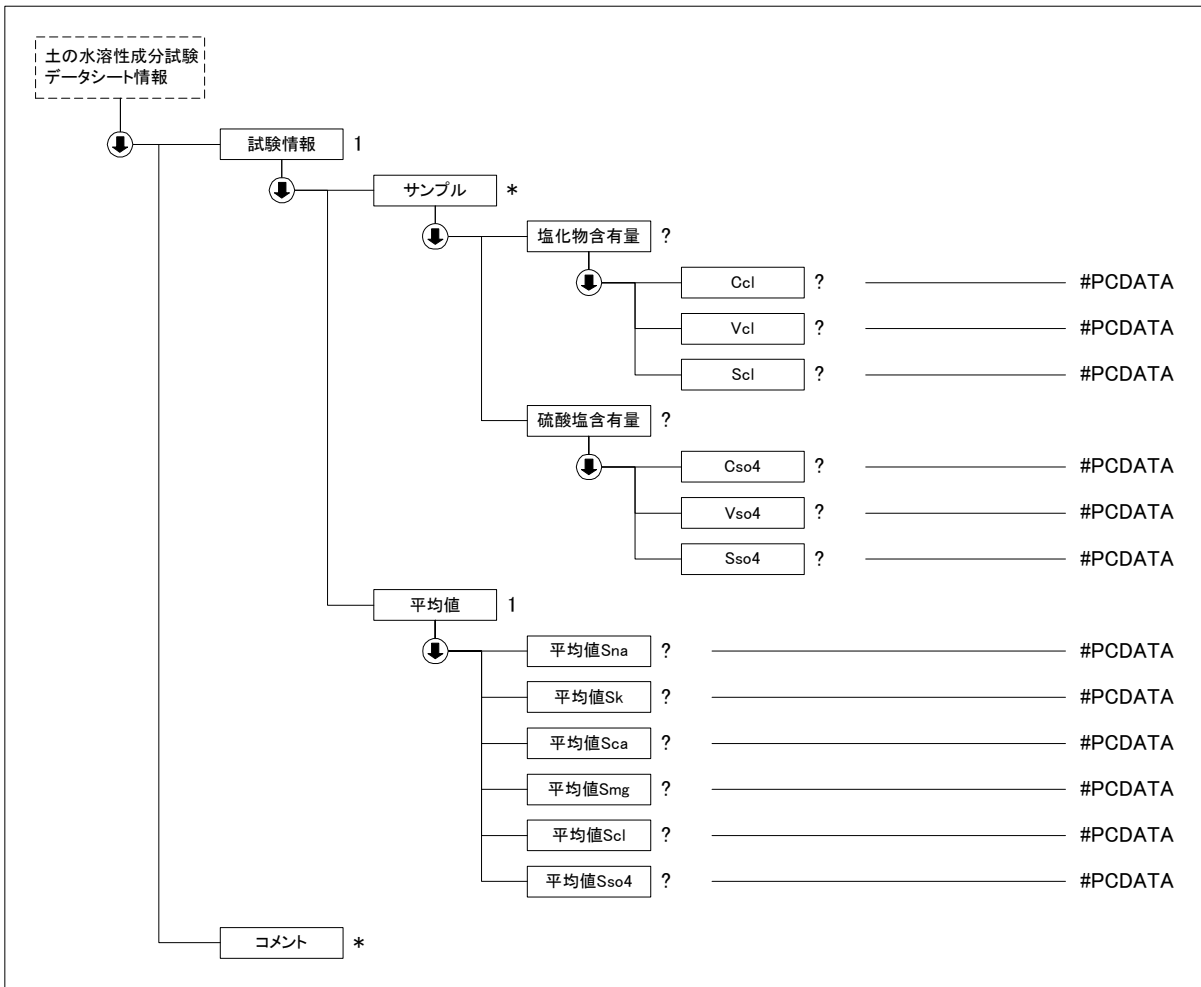 土の水溶性成分試験
データシート情報
試験情報 1
サンプル *
塩化物含有量 ?
Ccl ? #PCDATA
Vcl ? #PCDATA
Scl ? #PCDATA
硫酸塩含有量 ?
Cso4 ? #PCDATA
Vso4 ? #PCDATA
Sso4 ? #PCDATA
平均値 1
平均値Sna ? #PCDATA
平均値Sk ? #PCDATA
平均値Sca ? #PCDATA
平均値Smg ? #PCDATA
平均値Scl ? #PCDATA
平均値Sso4 ? #PCDATA
コメント *